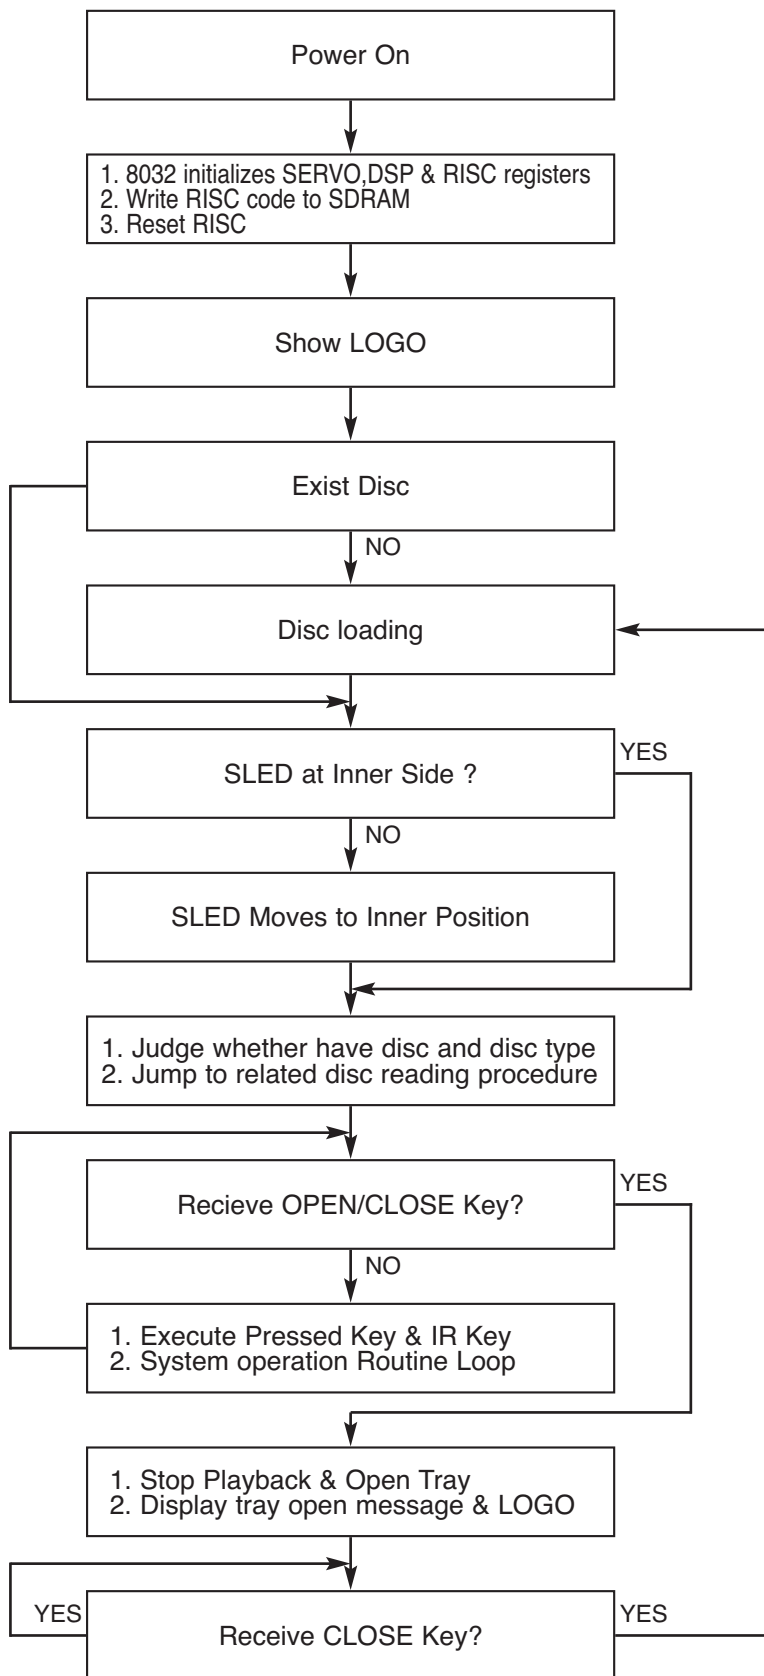 Power On
1. 8032 initializes SERVO,DSP & RISC registers
2. Write RISC code to SDRAM
3. Reset RISC
Show LOGO
Exist Disc
NO
Disc loading
SLED at Inner Side ?
YES
NO
SLED Moves to Inner Position
1. Judge whether have disc and disc type
2. Jump to related disc reading procedure
Recieve OPEN/CLOSE Key?
YES
NO
1. Execute Pressed Key & IR Key
2. System operation Routine Loop
1. Stop Playback & Open Tray
2. Display tray open message & LOGO
YES
Receive CLOSE Key?
YES